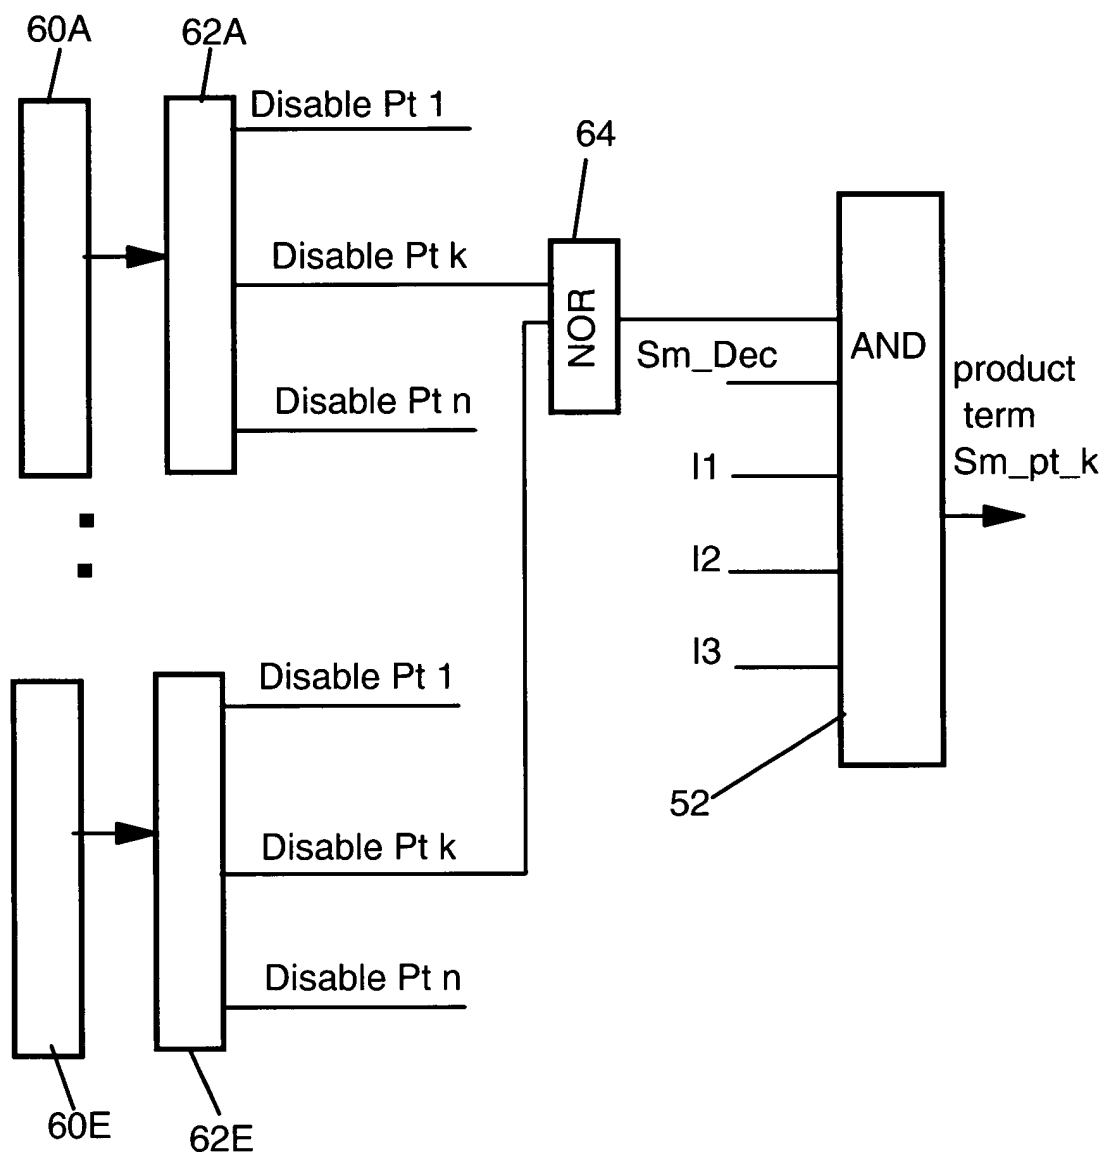 60A
62A
Disable Pt 1
64
Disable Pt k
NOR
Sm_Dec
AND
product
term
Sm_pt_k
Disable Pt n
I1
I2
I3
Disable Pt 1
52
Disable Pt k
Disable Pt n
60E
62E